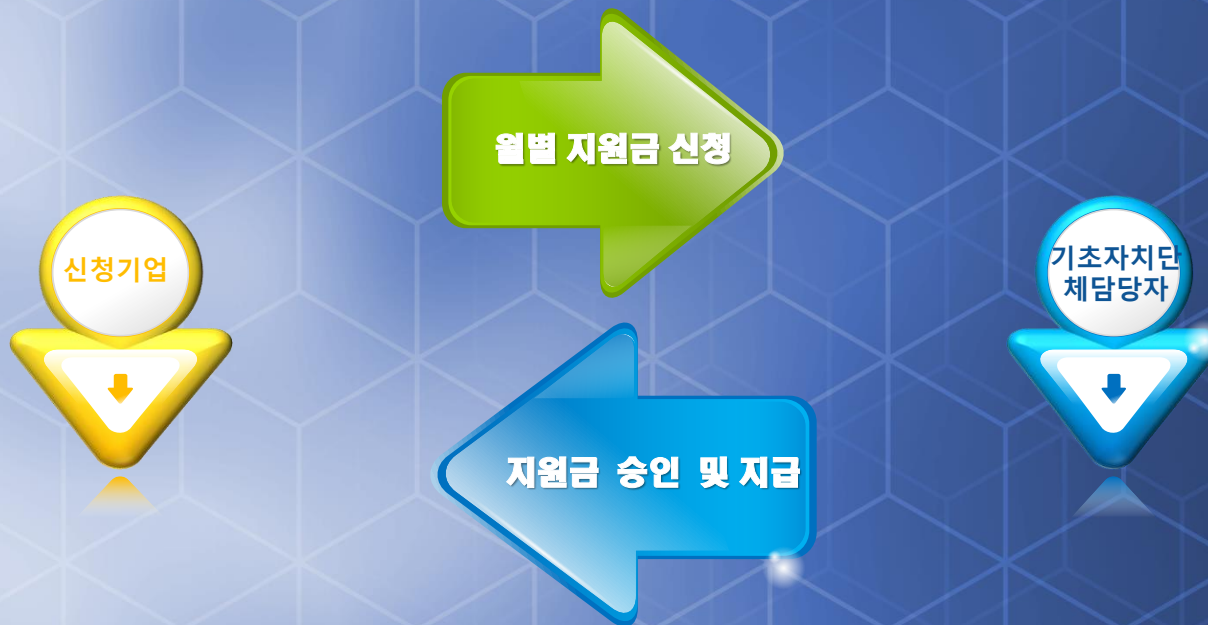 월별 지원금 신청
신청기업
기초자치단
체담당자
지원금 승인 및 지급